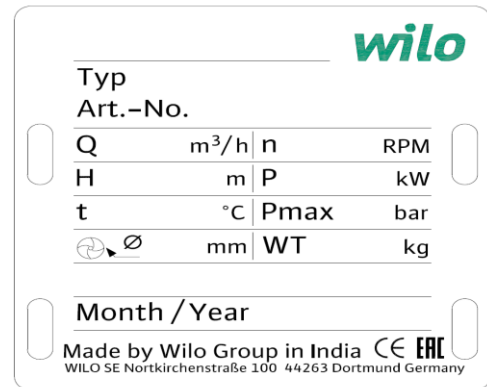 wilo
Typ
Art.–No.
Q m³/h n RPM
H m P kW
t °C Pmax bar
Ø mm WT kg
Month / Year
Made by Wilo Group in India CE EAC
WILO SE Nortkirchenstraße 100 44263 Dortmund Germany